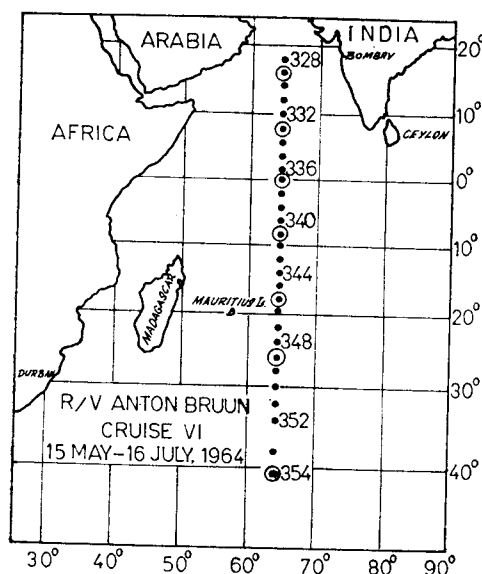 ARABIA
INDIA
BOMBAY
20°
328
AFRICA
332
10°
CEYLON
336
0°
340
10°
MADAGASCAR
344
MAURITIUS I.
20°
348
DURBAN
30°
R/V ANTON BRUUN
CRUISE VI
15 MAY-16 JULY, 1964
352
354
40°
30° 40° 50° 60° 70° 80° 90°